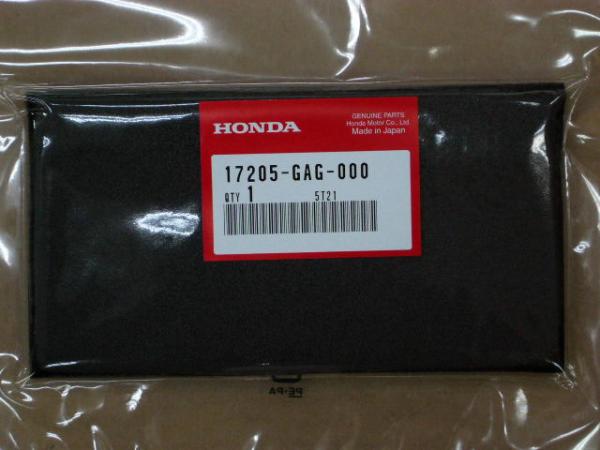 HONDA
GENUINE PARTS
Honda Motor Co., Ltd.
Made in Japan
17205-GAG-000
QTY 1 5T21
PE・PA